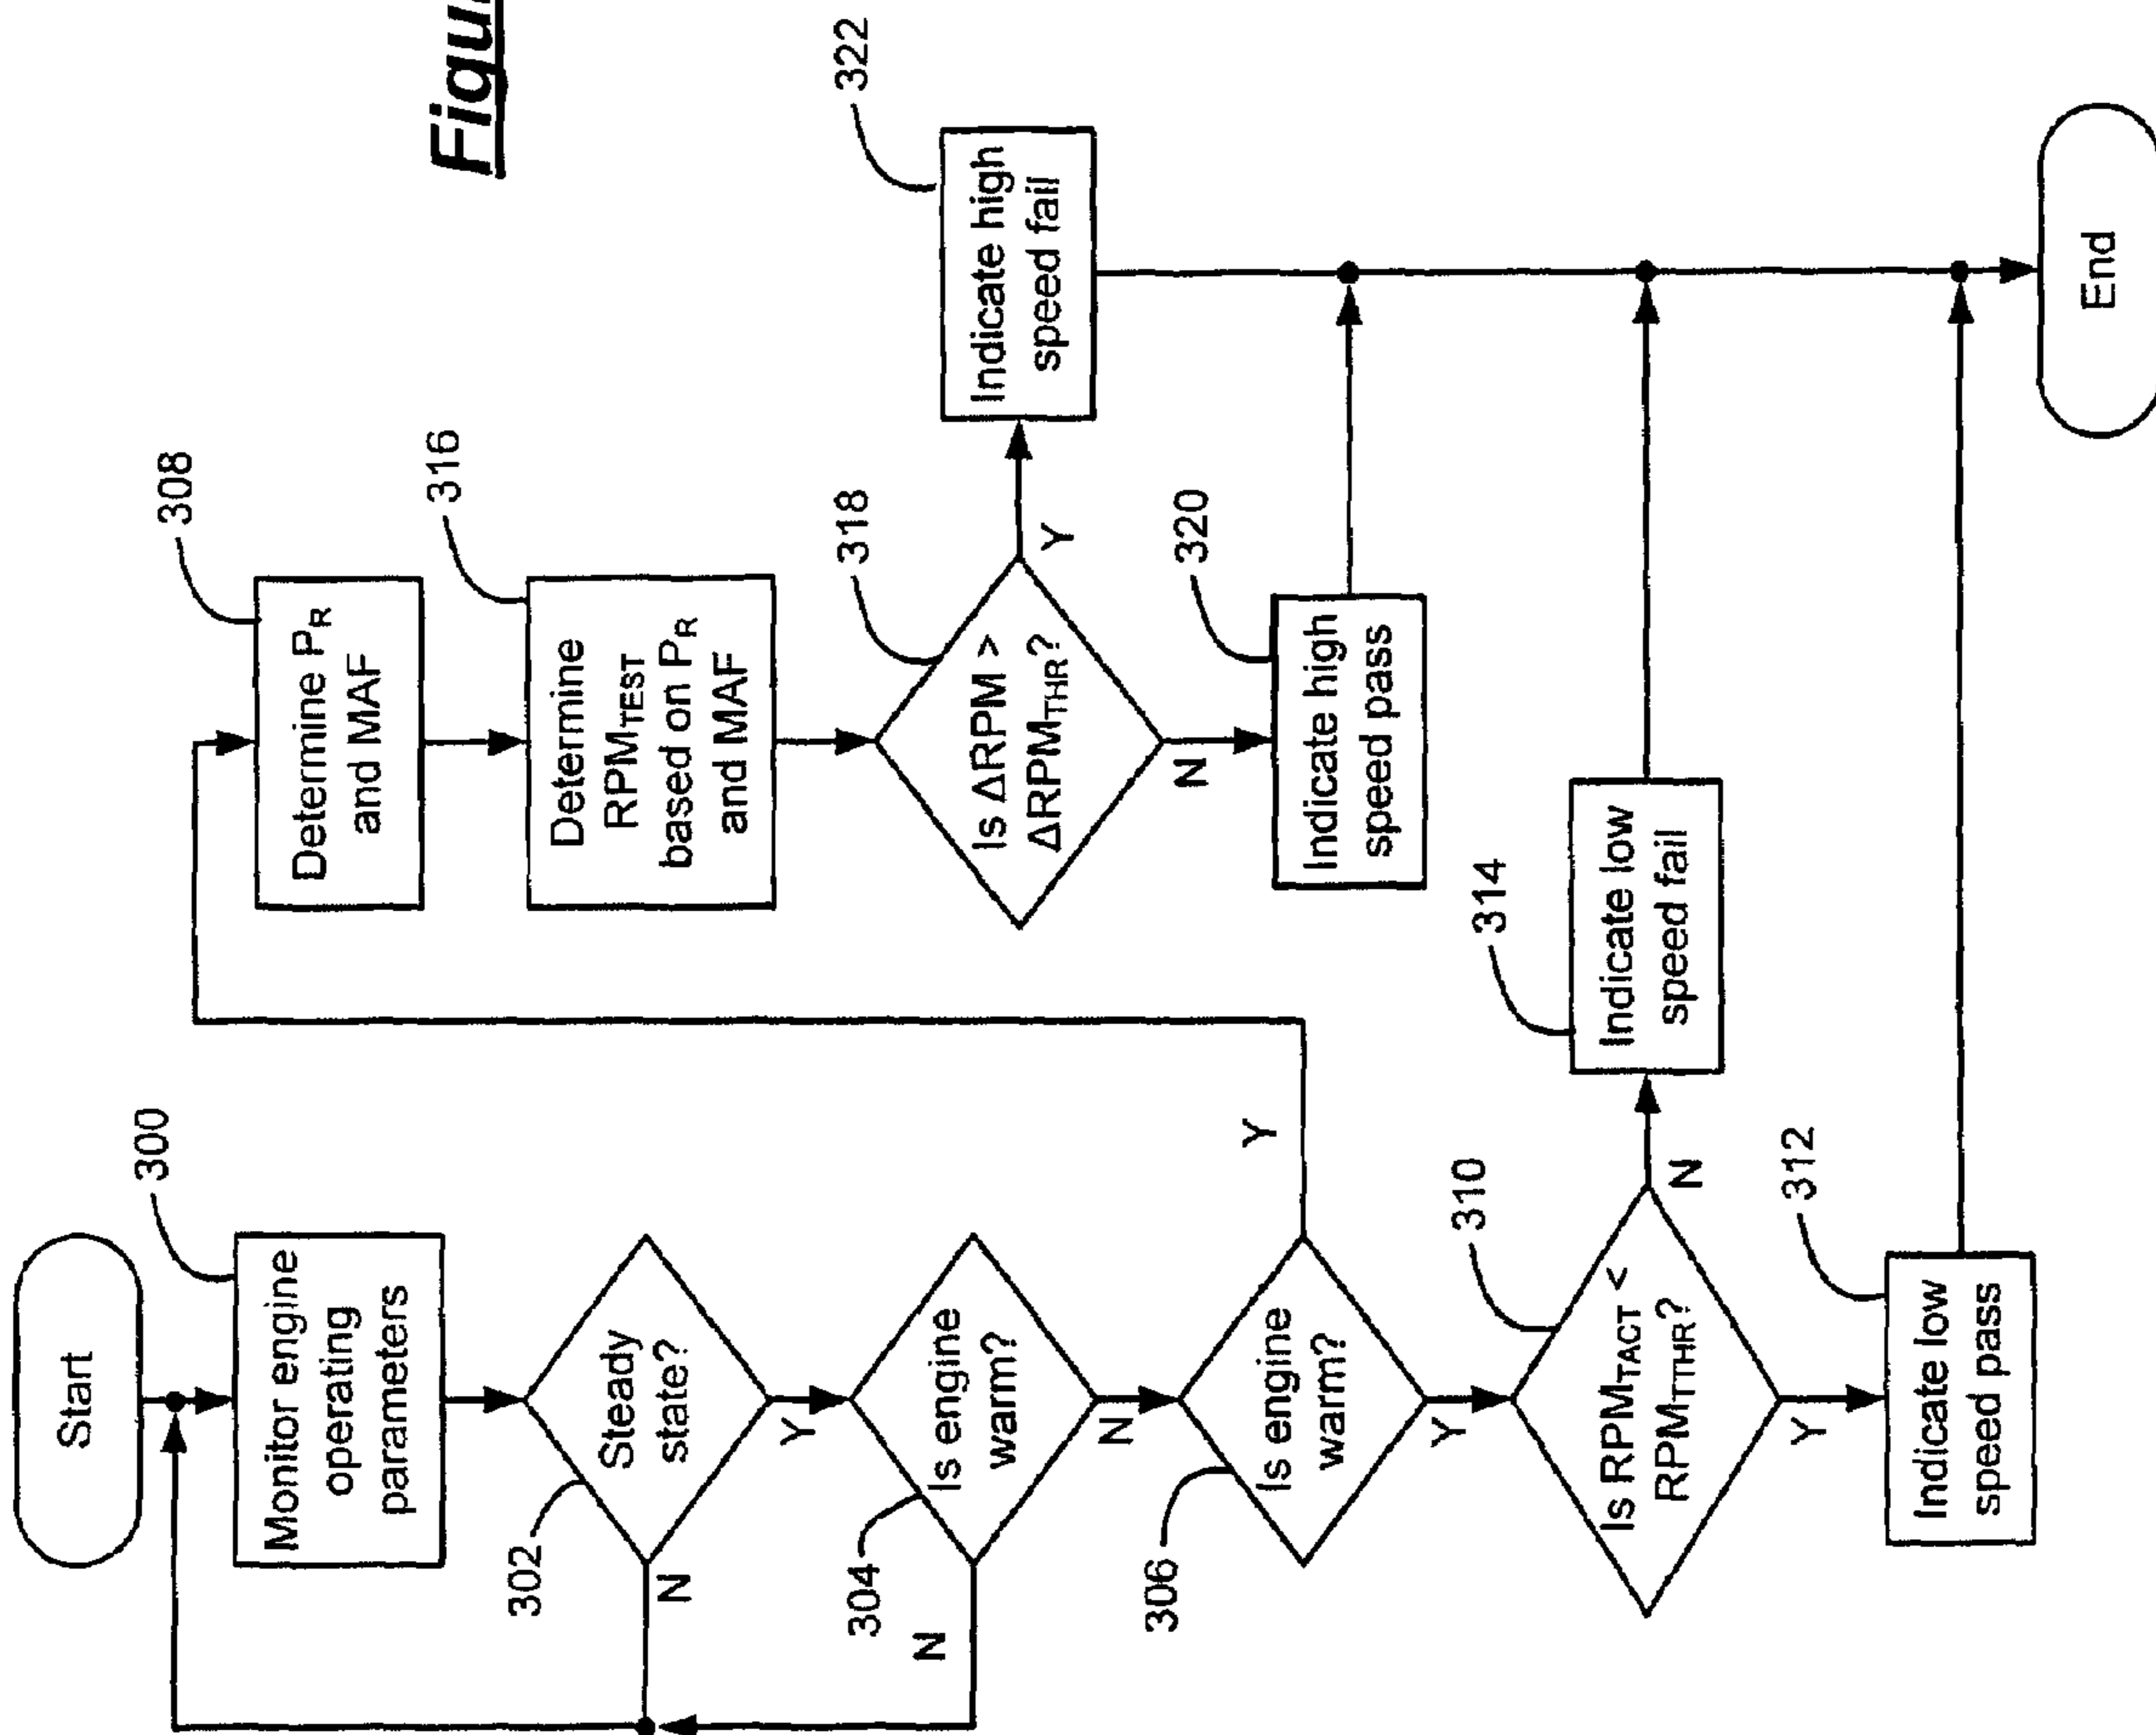 Start
300
Monitor engine
operating
parameters
302
Steady
state?
N
Y
304
Is engine
warm?
N
N
306
Is engine
warm?
Y
Y
310
Is RPMTACT <
RPMTTHR?
N
Y
312
Indicate low
speed pass
314
Indicate low
speed fail
308
Determine PR
and MAF
316
Determine
RPMTEST
based on PR
and MAF
318
Is ΔRPM >
ΔRPMTHR?
Y
N
320
Indicate high
speed pass
322
Indicate high
speed fail
End